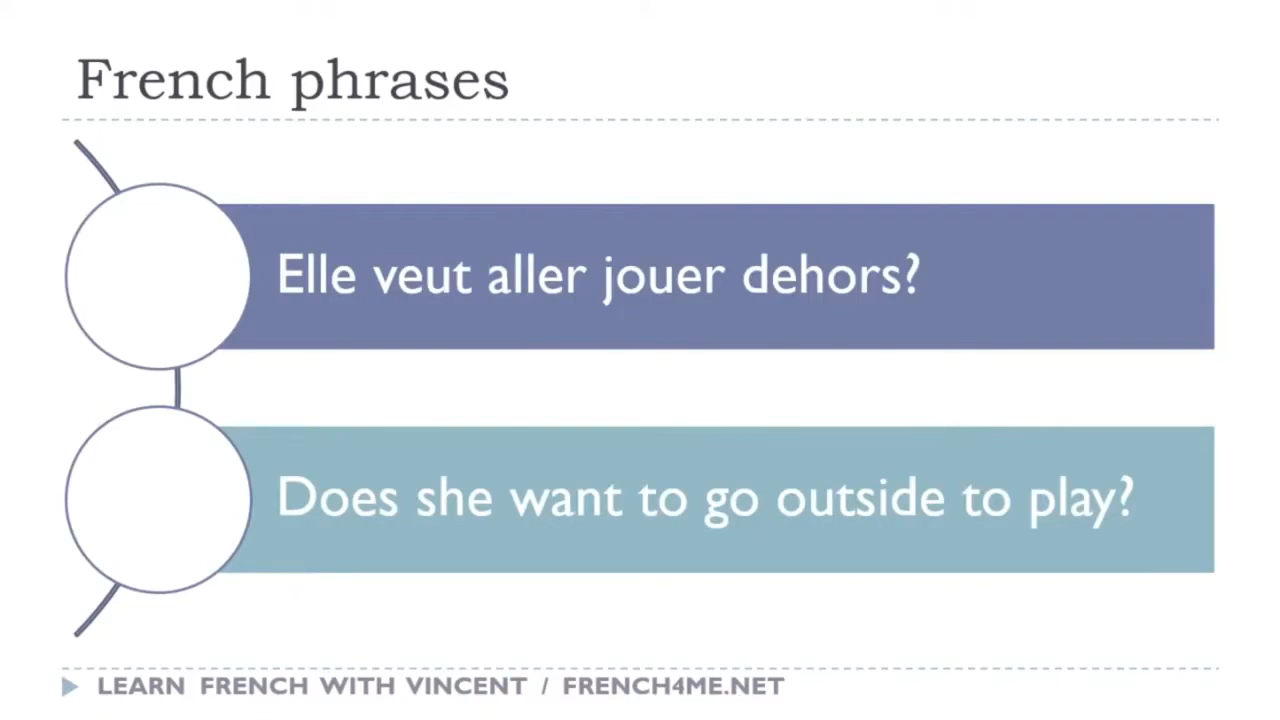 French phrases
Elle veut aller jouer dehors?
Does she want to go outside to play?
LEARN FRENCH WITH VINCENT / FRENCH4ME.NET